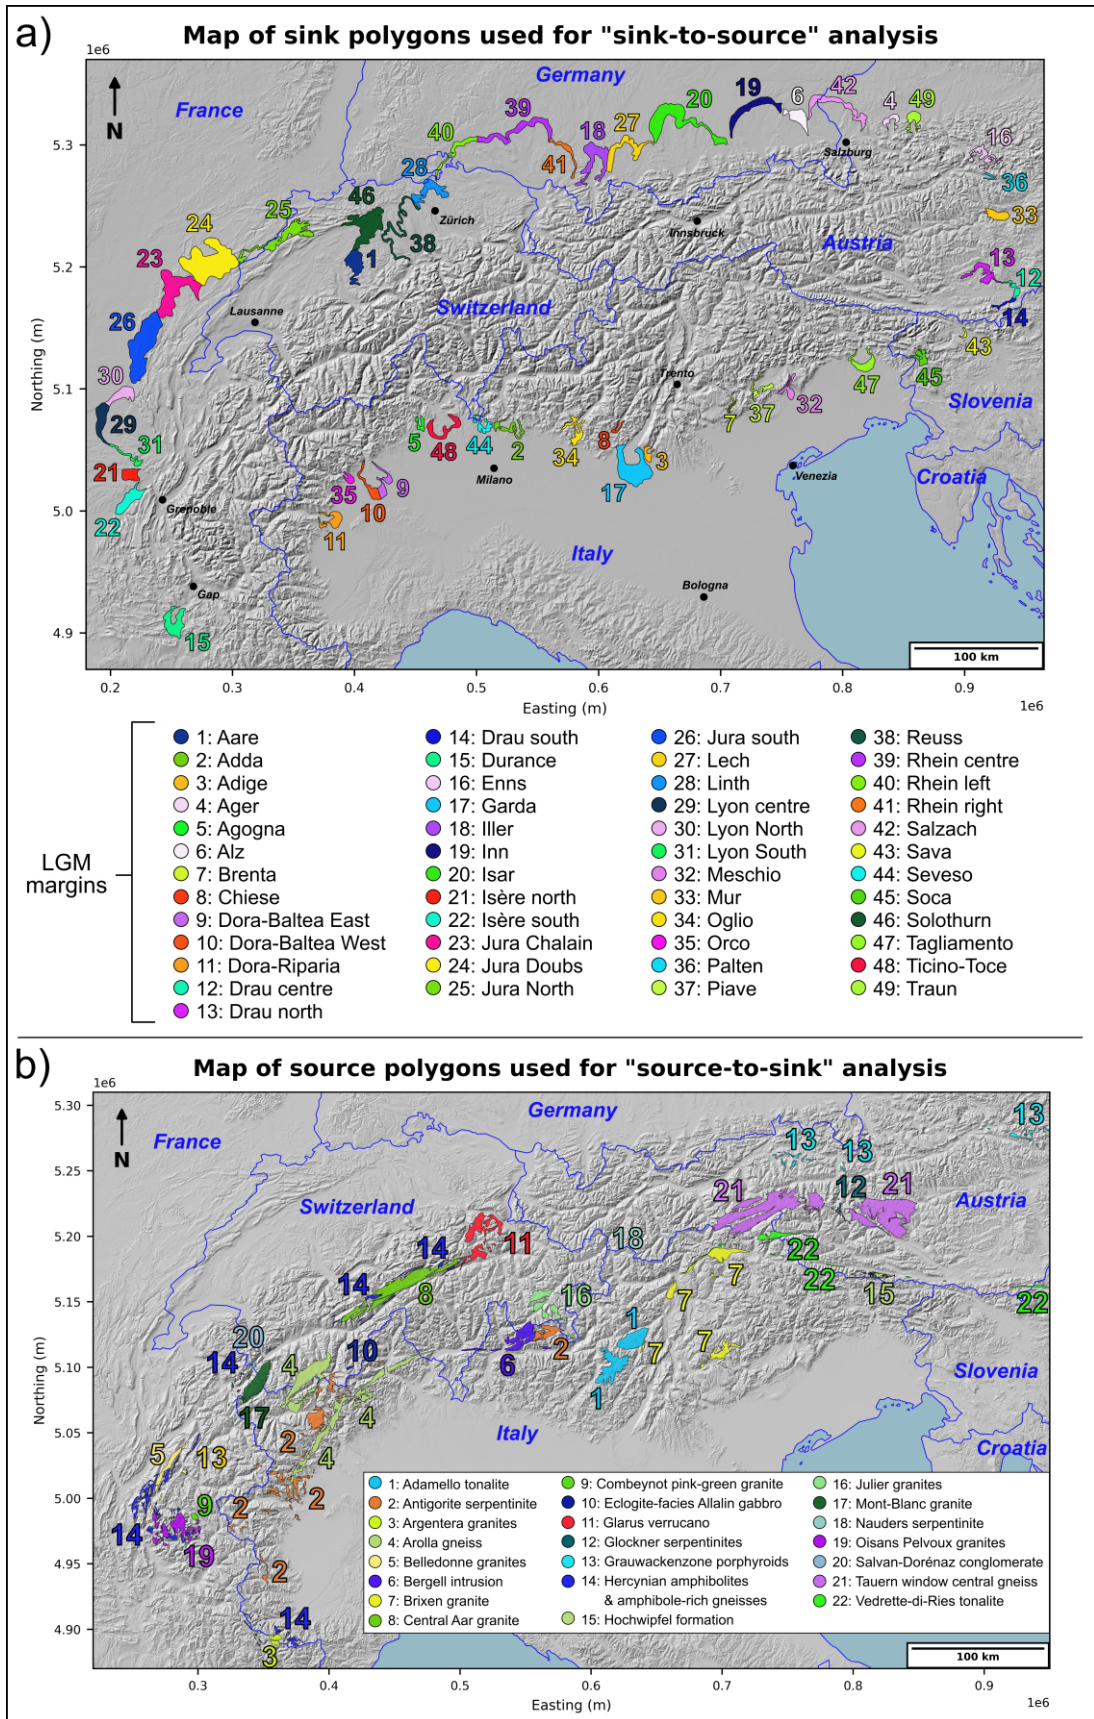 a)
Map of sink polygons used for "sink-to-source" analysis
1e6
N
France
Germany
Switzerland
Austria
Italy
Slovenia
Croatia
Salzburg
Zürich
Innsbruck
Lausanne
Trento
Milano
Venezia
Grenoble
Gap
Bologna
19
6
42
4
49
20
39
18
27
40
41
16
28
36
46
25
33
24
38
1
13
23
12
14
26
43
47
45
30
32
37
7
29
5
48
44
2
34
8
3
31
17
21
35
9
10
22
11
15
5.3
5.2
5.1
5.0
4.9
Northing (m)
100 km
0.2 0.3 0.4 0.5 0.6 0.7 0.8 0.9
Easting (m)
1e6
LGM margins
1: Aare
2: Adda
3: Adige
4: Ager
5: Agogna
6: Alz
7: Brenta
8: Chiese
9: Dora-Baltea East
10: Dora-Baltea West
11: Dora-Riparia
12: Drau centre
13: Drau north
14: Drau south
15: Durance
16: Enns
17: Garda
18: Iller
19: Inn
20: Isar
21: Isère north
22: Isère south
23: Jura Chalain
24: Jura Doubs
25: Jura North
26: Jura south
27: Lech
28: Linth
29: Lyon centre
30: Lyon North
31: Lyon South
32: Meschio
33: Mur
34: Oglio
35: Orco
36: Palten
37: Piave
38: Reuss
39: Rhein centre
40: Rhein left
41: Rhein right
42: Salzach
43: Sava
44: Seveso
45: Soca
46: Solothurn
47: Tagliamento
48: Ticino-Toce
49: Traun
b)
Map of source polygons used for "source-to-sink" analysis
1e6
N
France
Germany
Switzerland
Austria
Italy
Slovenia
Croatia
13
13
13
21
12
21
11
18
14
22
7
22
14
8
16
15
22
7
20
10
1
14
4
6
2
7
7
17
4
1
5
13
2
4
9
2
2
14
19
2
14
3
5.30
5.25
5.20
5.15
5.10
5.05
5.00
4.95
4.90
Northing (m)
1: Adamello tonalite
2: Antigorite serpentinite
3: Argentera granites
4: Arolla gneiss
5: Belledonne granites
6: Bergell intrusion
7: Brixen granite
8: Central Aar granite
9: Combeynot pink-green granite
10: Eclogite-facies Allalin gabbro
11: Glarus verrucano
12: Glockner serpentinites
13: Grauwackenzone porphyroids
14: Hercynian amphibolites
& amphibole-rich gneisses
15: Hochwipfel formation
16: Julier granites
17: Mont-Blanc granite
18: Nauders serpentinite
19: Oisans Pelvoux granites
20: Salvan-Dorénaz conglomerate
21: Tauern window central gneiss
22: Vedrette-di-Ries tonalite
100 km
0.3 0.4 0.5 0.6 0.7 0.8 0.9
Easting (m)
1e6